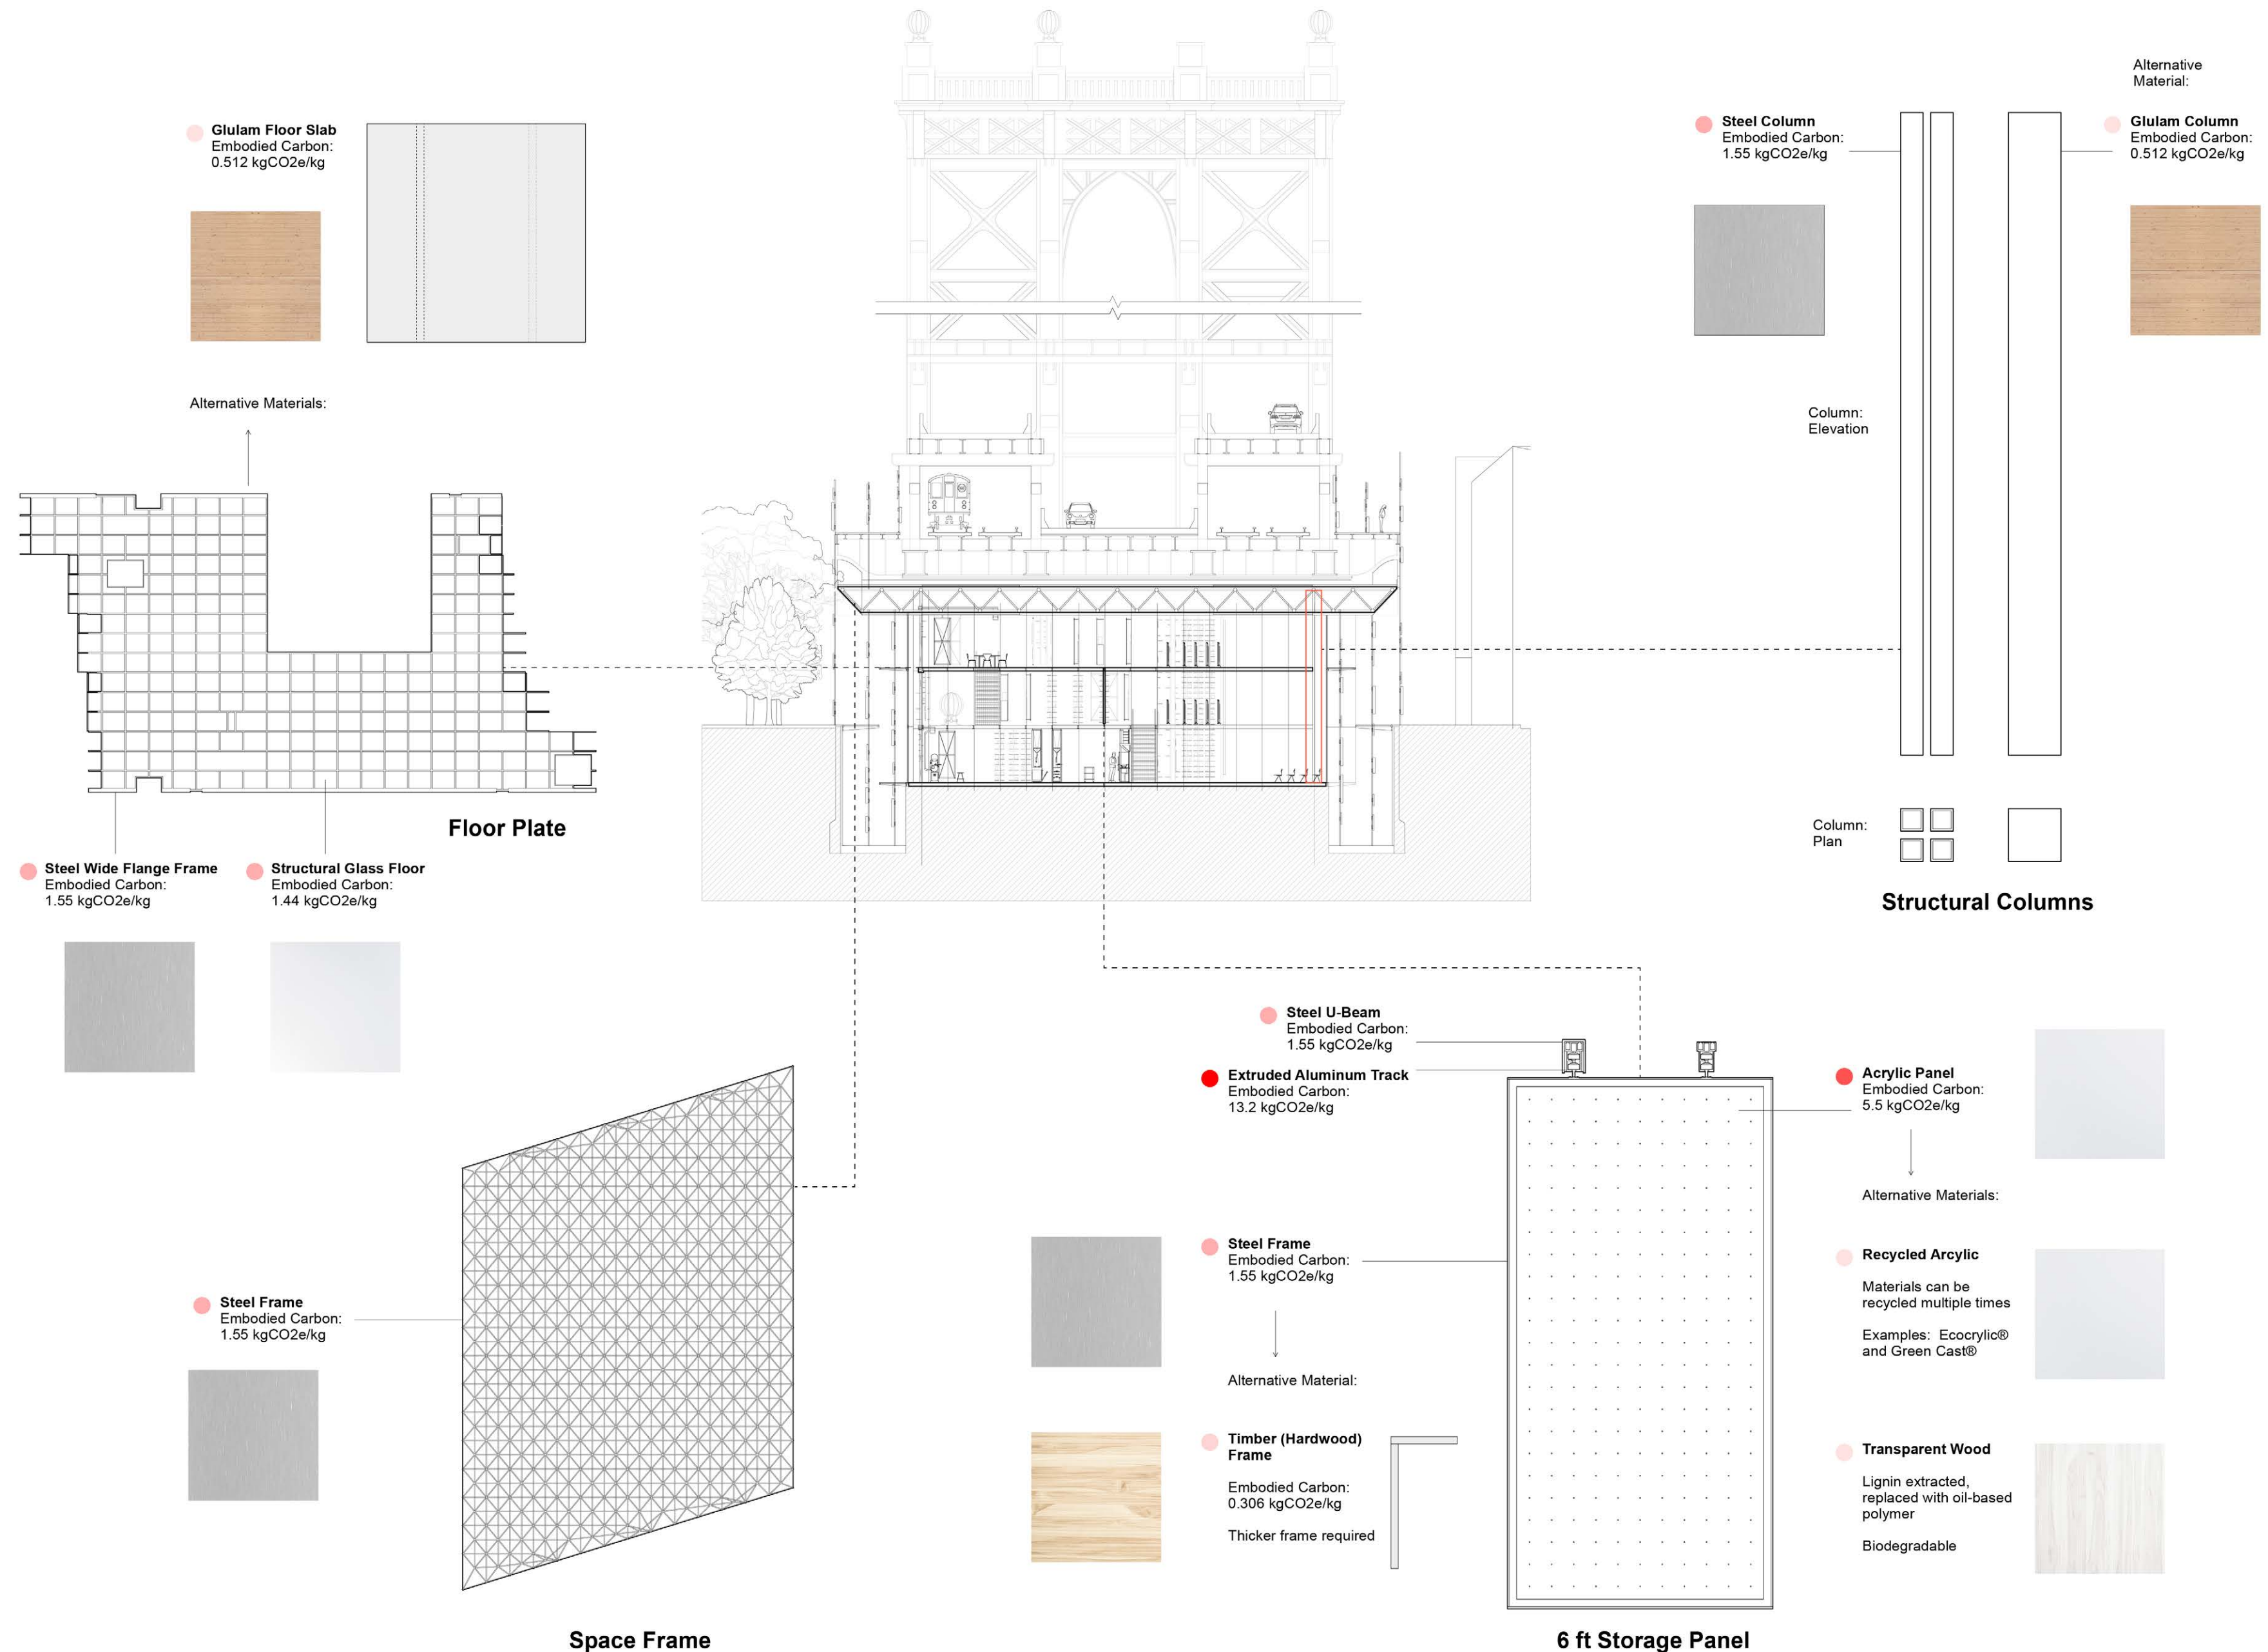 Alternative
Material:
Glulam Floor Slab
Embodied Carbon:
0.512 kgCO2e/kg
Steel Column
Embodied Carbon:
1.55 kgCO2e/kg
Glulam Column
Embodied Carbon:
0.512 kgCO2e/kg
Alternative Materials:
Column:
Elevation
Floor Plate
Column:
Plan
Structural Columns
Steel Wide Flange Frame
Embodied Carbon:
1.55 kgCO2e/kg
Structural Glass Floor
Embodied Carbon:
1.44 kgCO2e/kg
Steel U-Beam
Embodied Carbon:
1.55 kgCO2e/kg
Extruded Aluminum Track
Embodied Carbon:
13.2 kgCO2e/kg
Acrylic Panel
Embodied Carbon:
5.5 kgCO2e/kg
Alternative Materials:
Steel Frame
Embodied Carbon:
1.55 kgCO2e/kg
Recycled Arcylic
Materials can be
recycled multiple times
Examples: Ecocrylic®
and Green Cast®
Steel Frame
Embodied Carbon:
1.55 kgCO2e/kg
Alternative Material:
Timber (Hardwood)
Frame
Embodied Carbon:
0.306 kgCO2e/kg
Thicker frame required
Transparent Wood
Lignin extracted,
replaced with oil-based
polymer
Biodegradable
Space Frame
6 ft Storage Panel